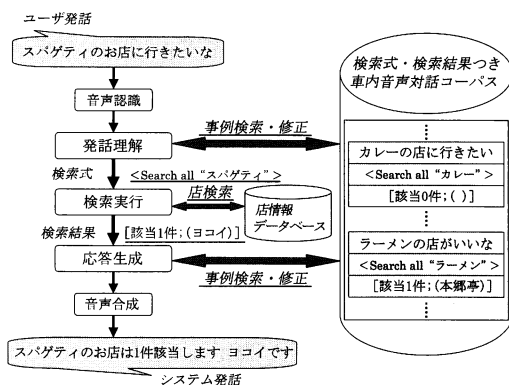 ユーザ発話
スパゲティのお店に行きたいな
音声認識
発話理解
事例検索・修正
検索式
<Search all “スパゲティ”>
検索実行
店検索
店情報
データベース
検索結果
[該当1件;(ヨコイ)]
応答生成
事例検索・修正
音声合成
スパゲティのお店は1件該当します ヨコイです
システム発話
検索式・検索結果つき
車内音声対話コーパス
カレーの店に行きたい
<Search all “カレー”>
[該当0件;( )]
ラーメンの店がいいな
<Search all “ラーメン”>
[該当1件;(本郷亭)]